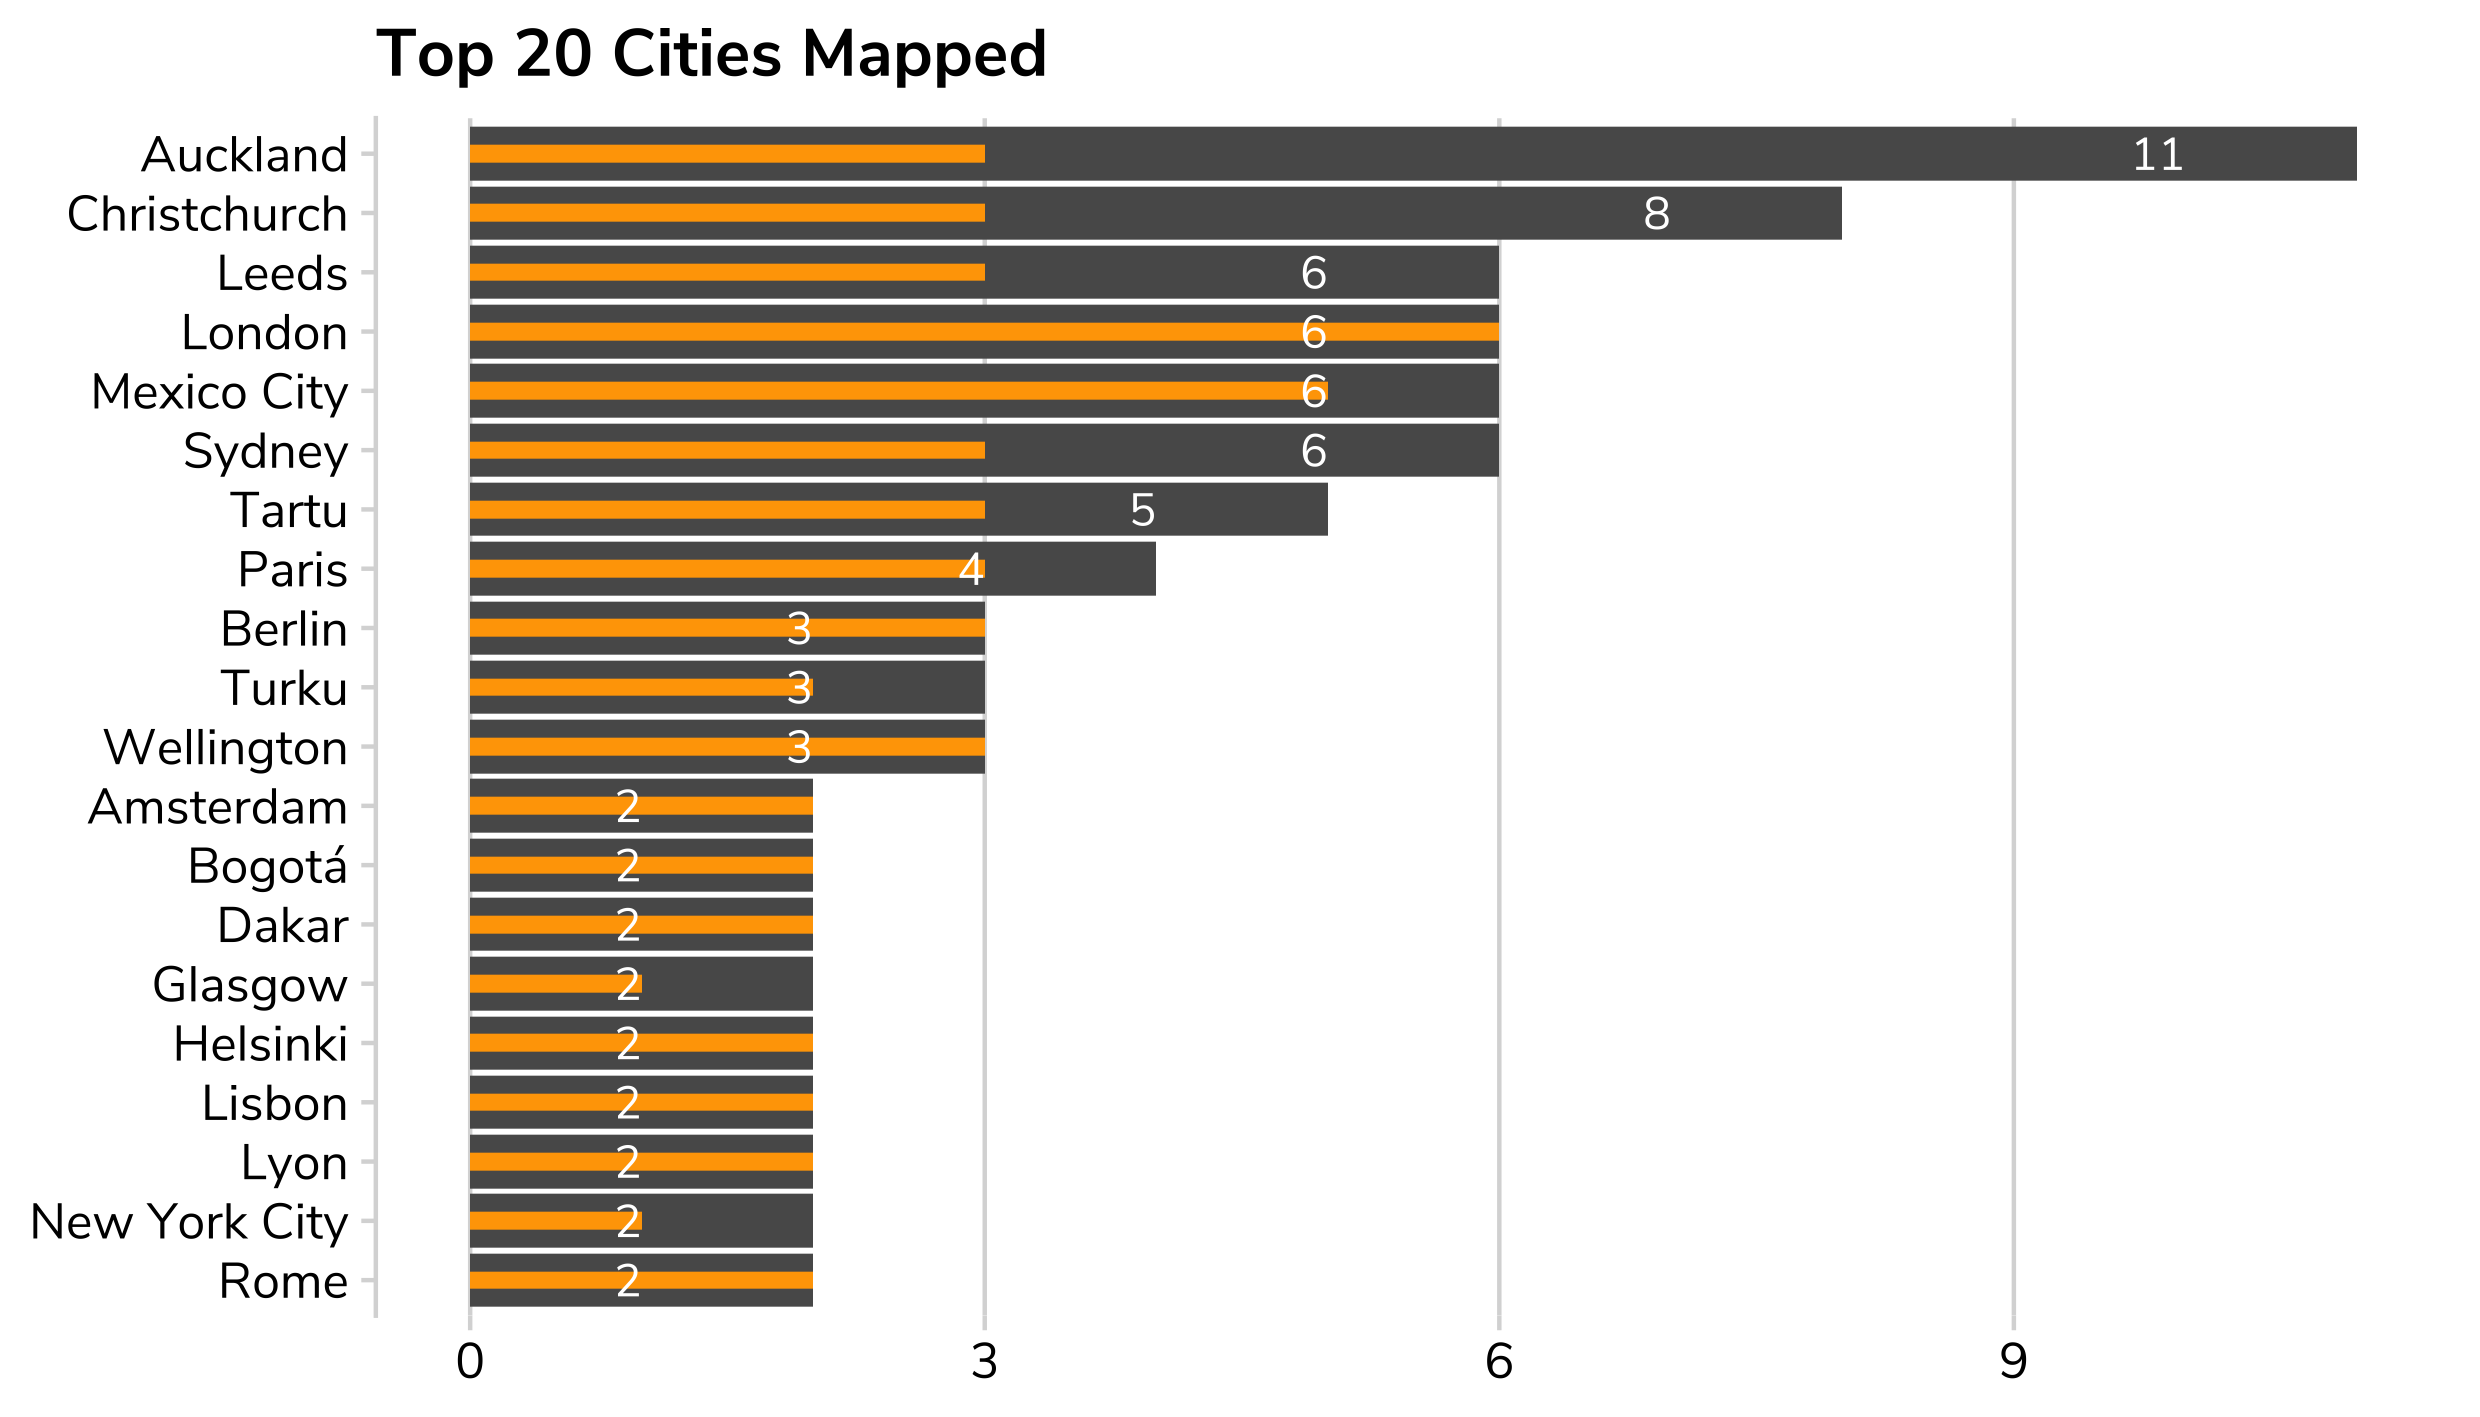 Top 20 Cities Mapped
Auckland 11
Christchurch 8
Leeds 6
London 6
Mexico City 6
Sydney 6
Tartu 5
Paris 4
Berlin 3
Turku 3
Wellington 3
Amsterdam 2
Bogotá 2
Dakar 2
Glasgow 2
Helsinki 2
Lisbon 2
Lyon 2
New York City 2
Rome 2
0 3 6 9